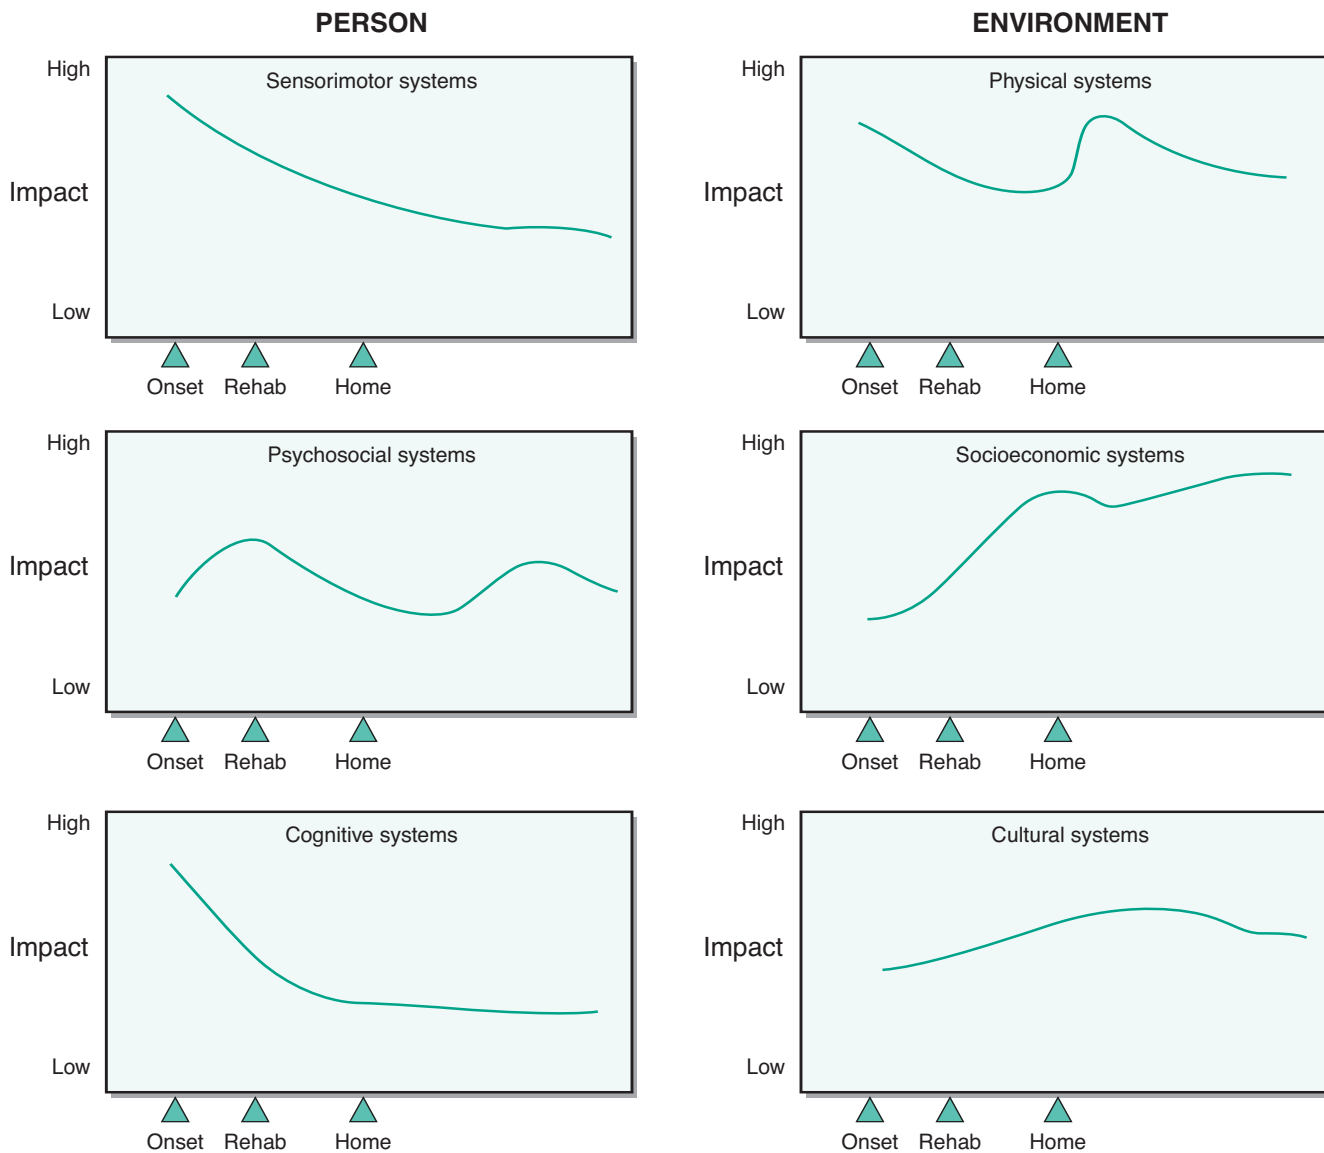 PERSON
High
Sensorimotor systems
Impact
Low
Onset Rehab Home
High
Psychosocial systems
Impact
Low
Onset Rehab Home
High
Cognitive systems
Impact
Low
Onset Rehab Home
ENVIRONMENT
High
Physical systems
Impact
Low
Onset Rehab Home
High
Socioeconomic systems
Impact
Low
Onset Rehab Home
High
Cultural systems
Impact
Low
Onset Rehab Home